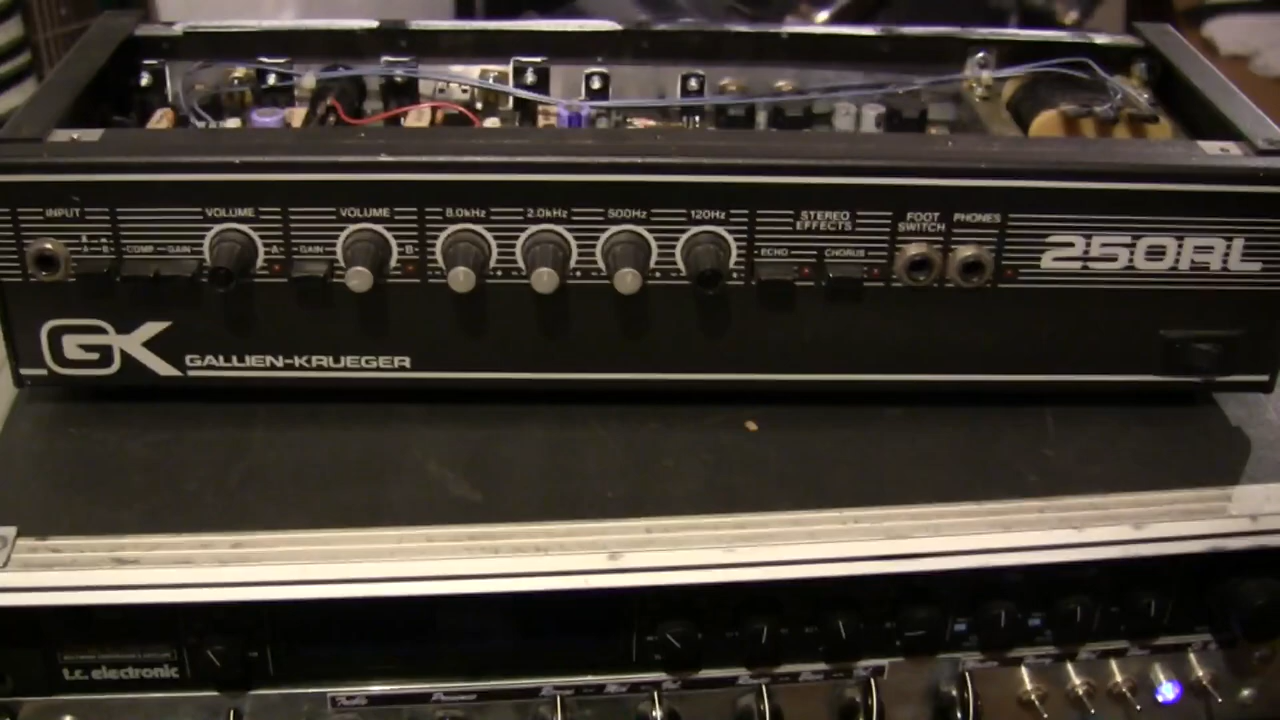 INPUT VOLUME VOLUME 8.0kHz 2.0kHz 500Hz 120Hz STEREO EFFECTS FOOT SWITCH PHONES
A B COMP GAIN A GAIN B - + - + - + - + ECHO CHORUS
250RL
GK GALLIEN-KRUEGER
t.c. electronic
Presence